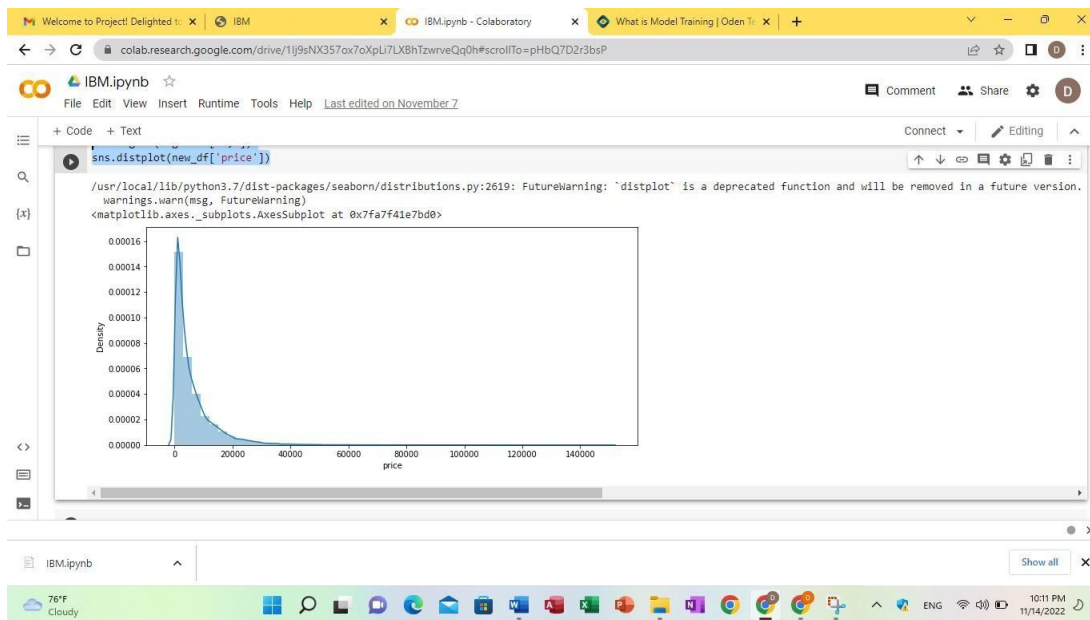 Welcome to Project! Delighted to
IBM
IBM.ipynb - Colaboratory
What is Model Training | Oden Te
colab.research.google.com/drive/1Ij9sNX357ox7oXpLi7LXBhTzwrveQq0h#scrollTo=pHbQ7D2r3bsP
D
IBM.ipynb
Comment
Share
D
File Edit View Insert Runtime Tools Help Last edited on November 7
+ Code + Text
Connect
Editing
sns.distplot(new_df['price'])
/usr/local/lib/python3.7/dist-packages/seaborn/distributions.py:2619: FutureWarning: `distplot` is a deprecated function and will be removed in a future version.
warnings.warn(msg, FutureWarning)
<matplotlib.axes._subplots.AxesSubplot at 0x7fa7f41e7bd0>
{x}
0.00016
0.00014
0.00012
0.00010
0.00008
0.00006
0.00004
0.00002
0.00000
Density
0 20000 40000 60000 80000 100000 120000 140000
price
IBM.ipynb
Show all
76°F
Cloudy
ENG
10:11 PM
11/14/2022